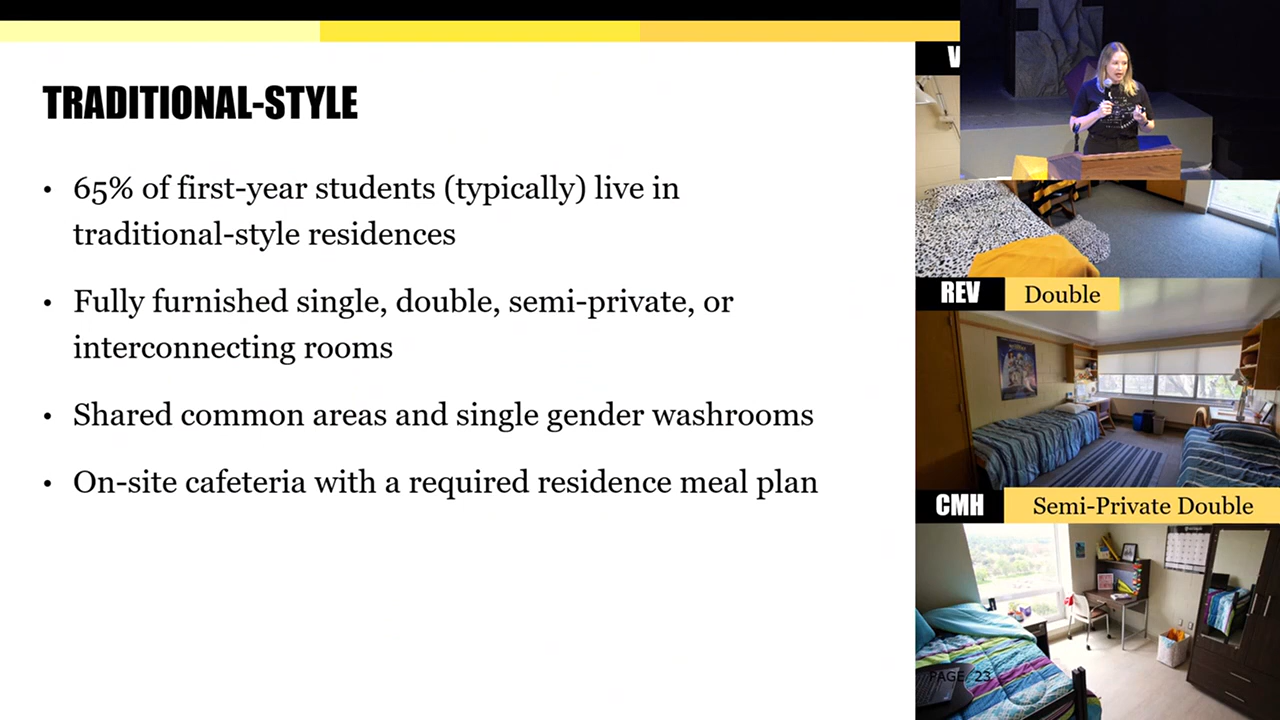 TRADITIONAL-STYLE
• 65% of first-year students (typically) live in
traditional-style residences
• Fully furnished single, double, semi-private, or
interconnecting rooms
• Shared common areas and single gender washrooms
• On-site cafeteria with a required residence meal plan
REV Double
CMH Semi-Private Double
PAGE 23